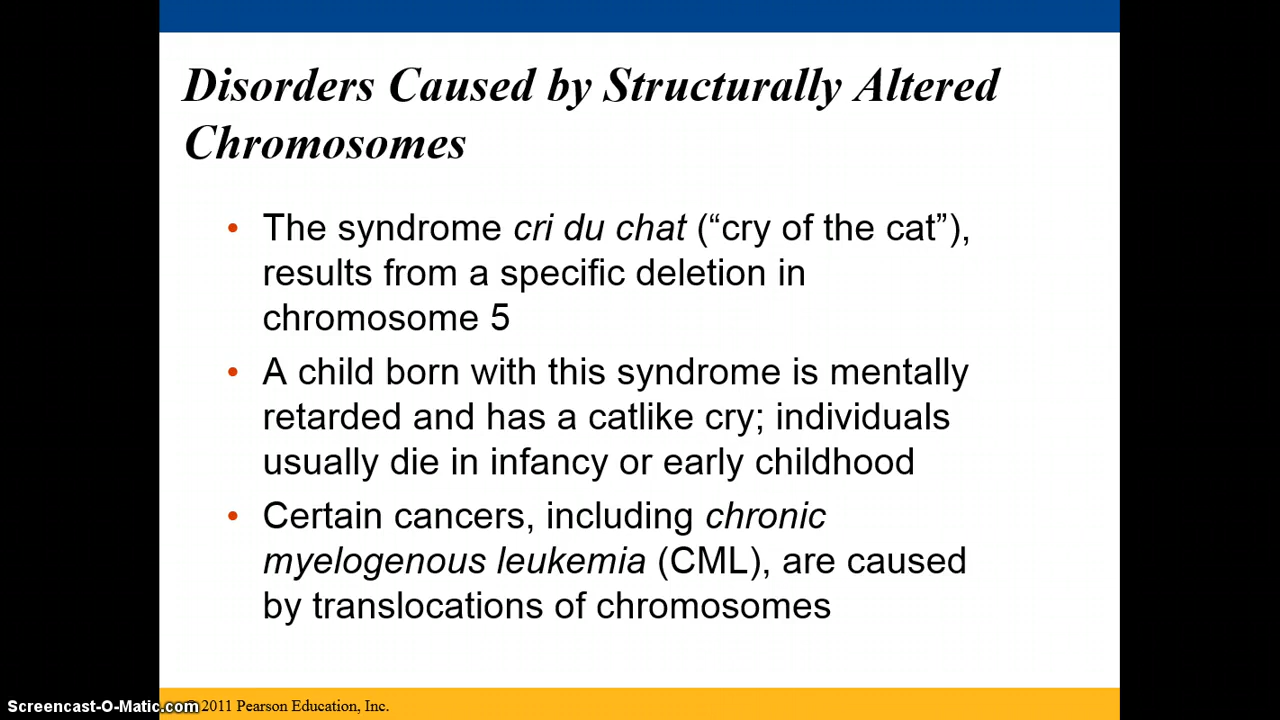 Disorders Caused by Structurally Altered
Chromosomes
• The syndrome cri du chat (“cry of the cat”),
results from a specific deletion in
chromosome 5
• A child born with this syndrome is mentally
retarded and has a catlike cry; individuals
usually die in infancy or early childhood
• Certain cancers, including chronic
myelogenous leukemia (CML), are caused
by translocations of chromosomes
Screencast-O-Matic.com
© 2011 Pearson Education, Inc.